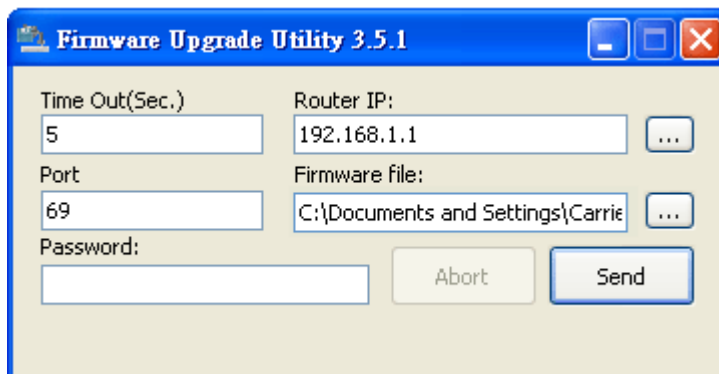 Firmware Upgrade Utility 3.5.1
Time Out(Sec.) Router IP:
5 192.168.1.1 ...
Port Firmware file:
69 C:\Documents and Settings\Carrie ...
Password:
Abort Send